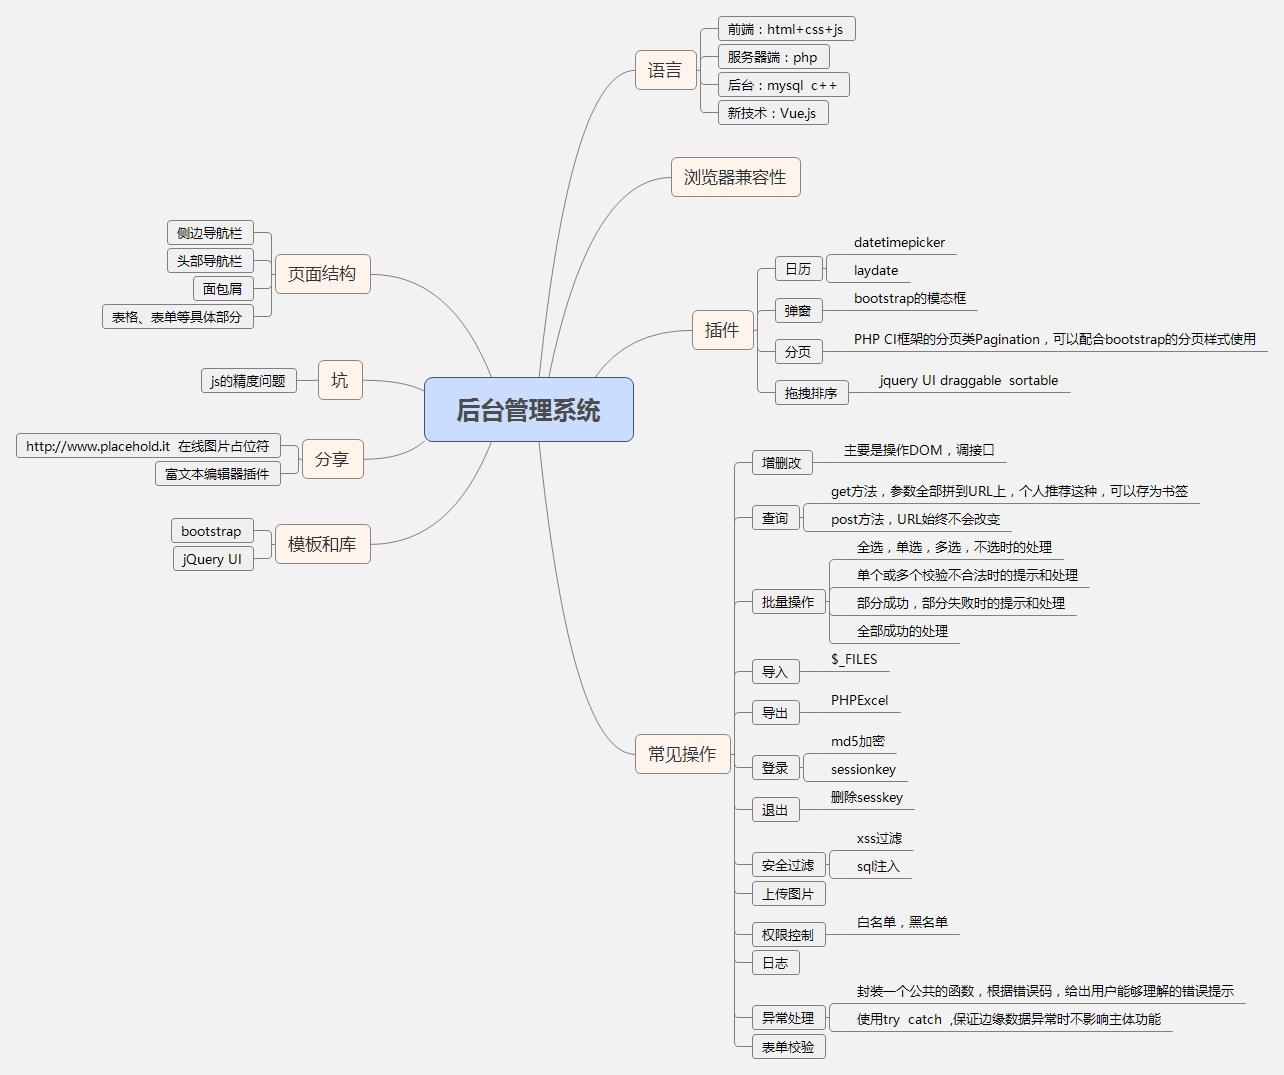 后台管理系统
语言
前端：html+css+js
服务器端：php
后台：mysql  c++
新技术：Vue.js
浏览器兼容性
插件
日历
datetimepicker
laydate
弹窗
bootstrap的模态框
分页
PHP CI框架的分页类Pagination，可以配合bootstrap的分页样式使用
拖拽排序
jquery UI draggable  sortable
常见操作
增删改
主要是操作DOM，调接口
查询
get方法，参数全部拼到URL上，个人推荐这种，可以存为书签
post方法，URL始终不会改变
批量操作
全选，单选，多选，不选时的处理
单个或多个校验不合法时的提示和处理
部分成功，部分失败时的提示和处理
全部成功的处理
导入
$_FILES
导出
PHPExcel
登录
md5加密
sessionkey
退出
删除sesskey
安全过滤
xss过滤
sql注入
上传图片
权限控制
白名单，黑名单
日志
异常处理
封装一个公共的函数，根据错误码，给出用户能够理解的错误提示
使用try  catch  ,保证边缘数据异常时不影响主体功能
表单校验
页面结构
侧边导航栏
头部导航栏
面包屑
表格、表单等具体部分
坑
js的精度问题
分享
http://www.placehold.it  在线图片占位符
富文本编辑器插件
模板和库
bootstrap
jQuery UI